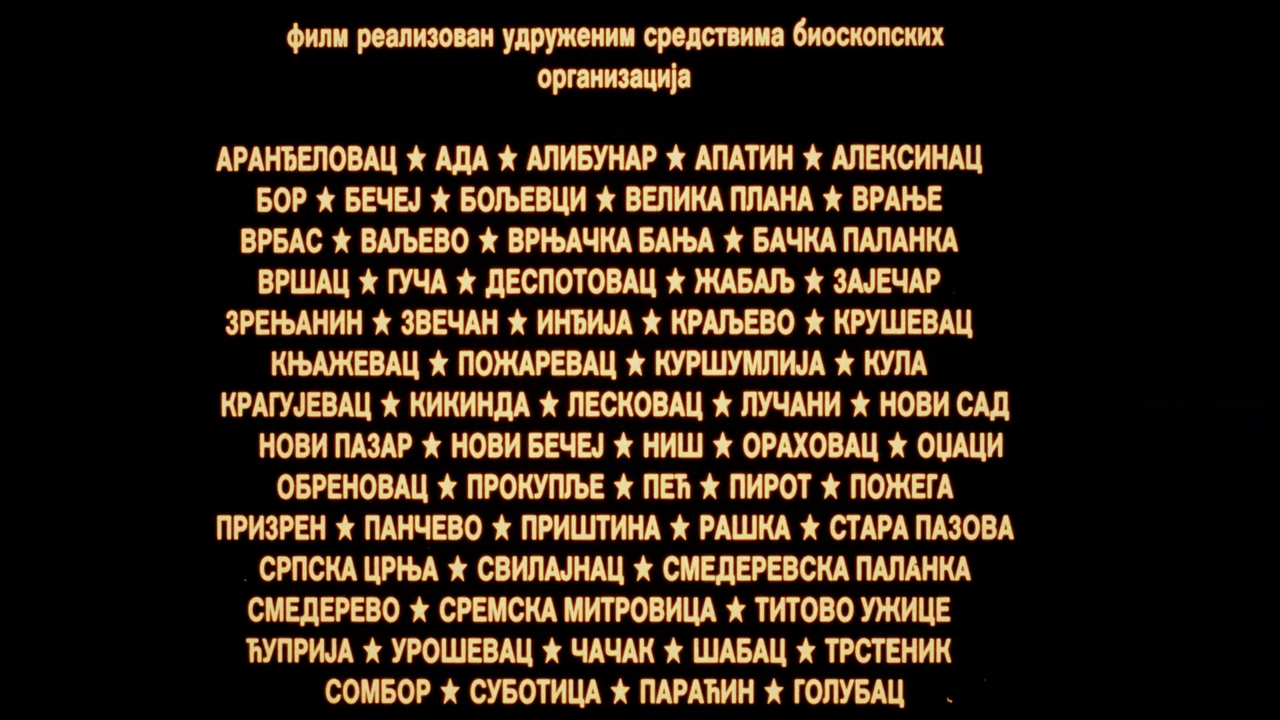 филм реализован удруженим средствима биоскопских
организација
АРАНЂЕЛОВАЦ ★ АДА ★ АЛИБУНАР ★ АПАТИН ★ АЛЕКСИНАЦ
БОР ★ БЕЧЕЈ ★ БОЉЕВЦИ ★ ВЕЛИКА ПЛАНА ★ ВРАЊЕ
ВРБАС ★ ВАЉЕВО ★ ВРЊАЧКА БАЊА ★ БАЧКА ПАЛАНКА
ВРШАЦ ★ ГУЧА ★ ДЕСПОТОВАЦ ★ ЖАБАЉ ★ ЗАЈЕЧАР
ЗРЕЊАНИН ★ ЗВЕЧАН ★ ИНЂИЈА ★ КРАЉЕВО ★ КРУШЕВАЦ
КЊАЖЕВАЦ ★ ПОЖАРЕВАЦ ★ КУРШУМЛИЈА ★ КУЛА
КРАГУЈЕВАЦ ★ КИКИНДА ★ ЛЕСКОВАЦ ★ ЛУЧАНИ ★ НОВИ САД
НОВИ ПАЗАР ★ НОВИ БЕЧЕЈ ★ НИШ ★ ОРАХОВАЦ ★ ОЏАЦИ
ОБРЕНОВАЦ ★ ПРОКУПЉЕ ★ ПЕЋ ★ ПИРОТ ★ ПОЖЕГА
ПРИЗРЕН ★ ПАНЧЕВО ★ ПРИШТИНА ★ РАШКА ★ СТАРА ПАЗОВА
СРПСКА ЦРЊА ★ СВИЛАЈНАЦ ★ СМЕДЕРЕВСКА ПАЛАНКА
СМЕДЕРЕВО ★ СРЕМСКА МИТРОВИЦА ★ ТИТОВО УЖИЦЕ
ЋУПРИЈА ★ УРОШЕВАЦ ★ ЧАЧАК ★ ШАБАЦ ★ ТРСТЕНИК
СОМБОР ★ СУБОТИЦА ★ ПАРАЋИН ★ ГОЛУБАЦ